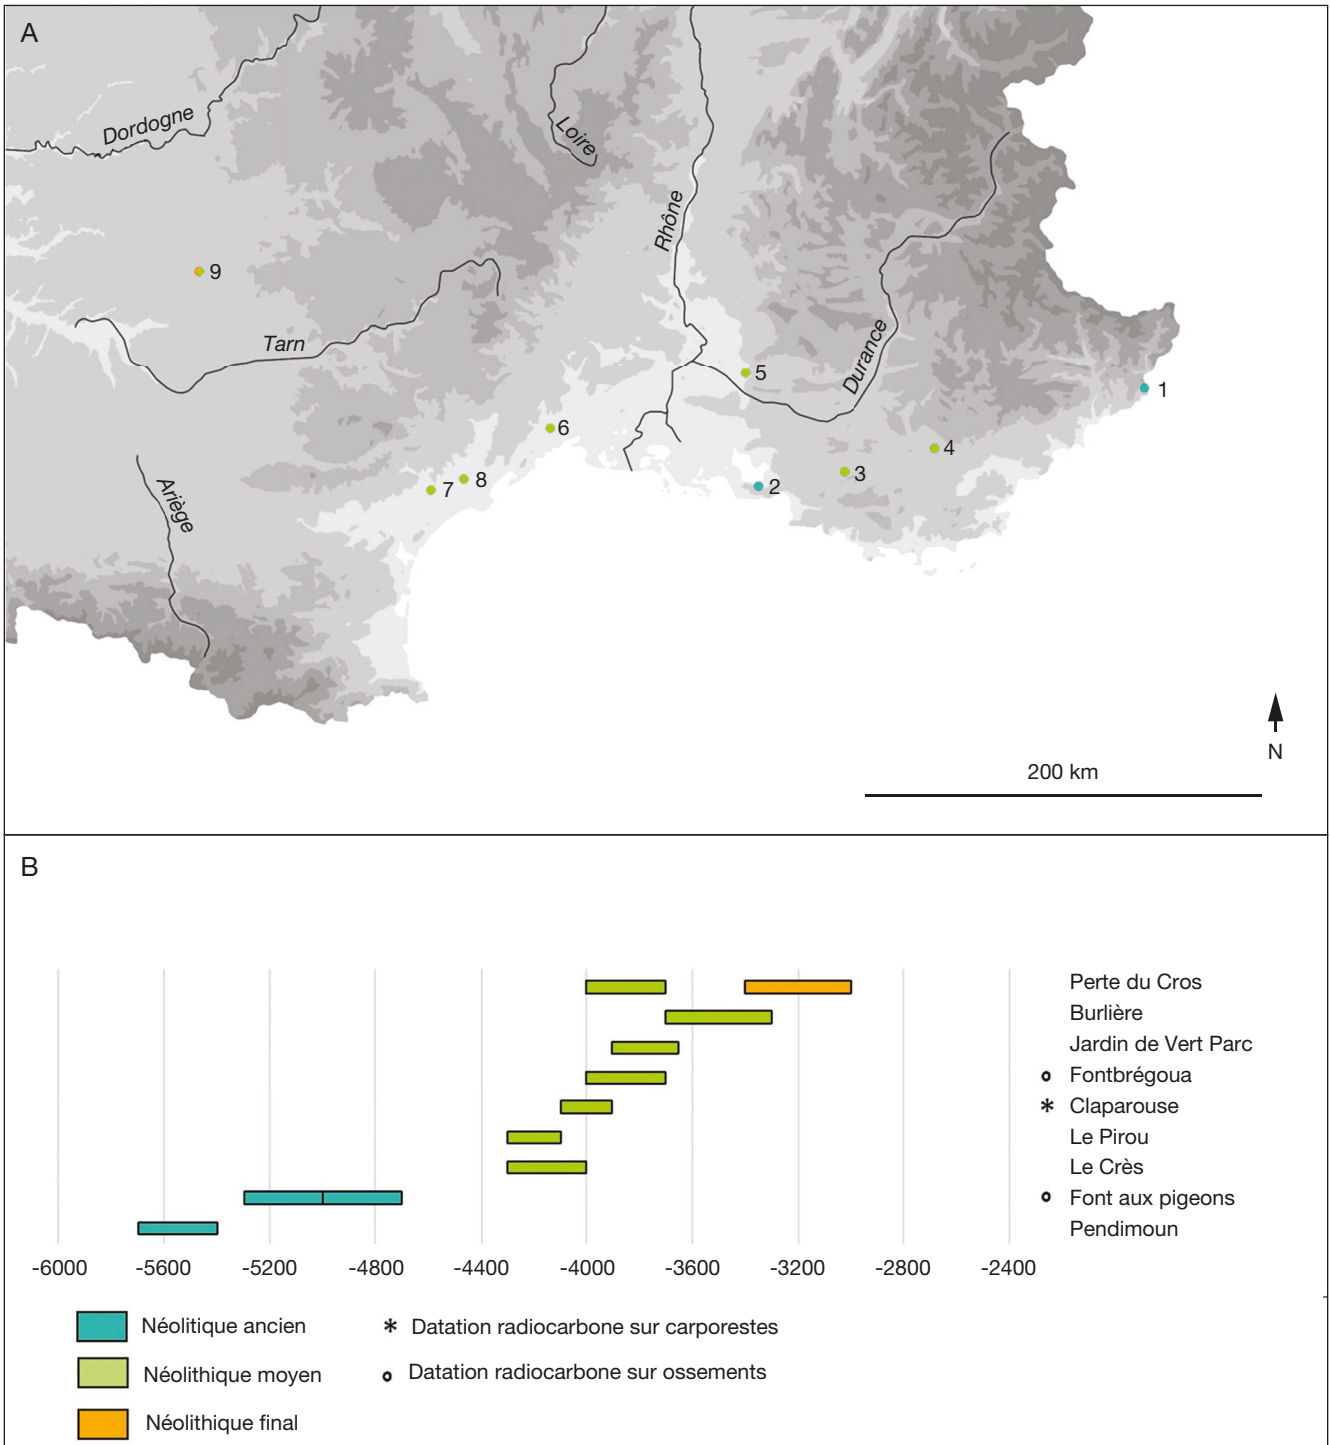 A
Dordogne
Loire
Rhône
9
Tarn
Durance
5
1
6
4
3
8
7
2
Ariège
N
200 km
B
Perte du Cros
Burlière
Jardin de Vert Parc
o Fontbrégoua
* Claparouse
Le Pirou
Le Crès
o Font aux pigeons
Pendimoun
-6000 -5600 -5200 -4800 -4400 -4000 -3600 -3200 -2800 -2400
Néolitique ancien
* Datation radiocarbone sur carporestes
Néolithique moyen
o Datation radiocarbone sur ossements
Néolithique final